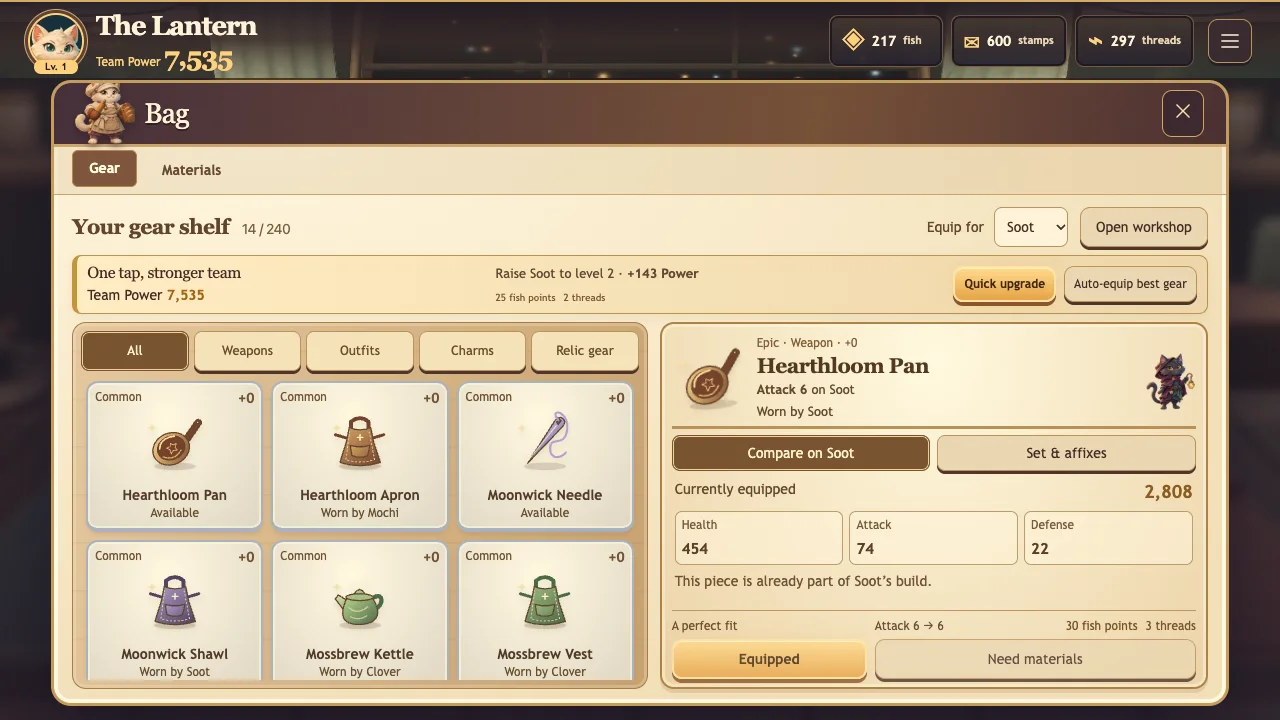 The Lantern
Team Power 7,535
Lv. 1
217 fish
600 stamps
297 threads
Bag
Gear
Materials
Your gear shelf 14 / 240
Equip for Soot
Open workshop
One tap, stronger team
Team Power 7,535
Raise Soot to level 2 · +143 Power
25 fish points 2 threads
Quick upgrade
Auto-equip best gear
All
Weapons
Outfits
Charms
Relic gear
Common +0
Hearthloom Pan
Available
Common +0
Hearthloom Apron
Worn by Mochi
Common +0
Moonwick Needle
Available
Common +0
Moonwick Shawl
Worn by Soot
Common +0
Mossbrew Kettle
Worn by Clover
Common +0
Mossbrew Vest
Worn by Clover
Epic · Weapon · +0
Hearthloom Pan
Attack 6 on Soot
Worn by Soot
Compare on Soot
Set & affixes
Currently equipped 2,808
Health
454
Attack
74
Defense
22
This piece is already part of Soot's build.
A perfect fit
Attack 6 → 6
30 fish points 3 threads
Equipped
Need materials